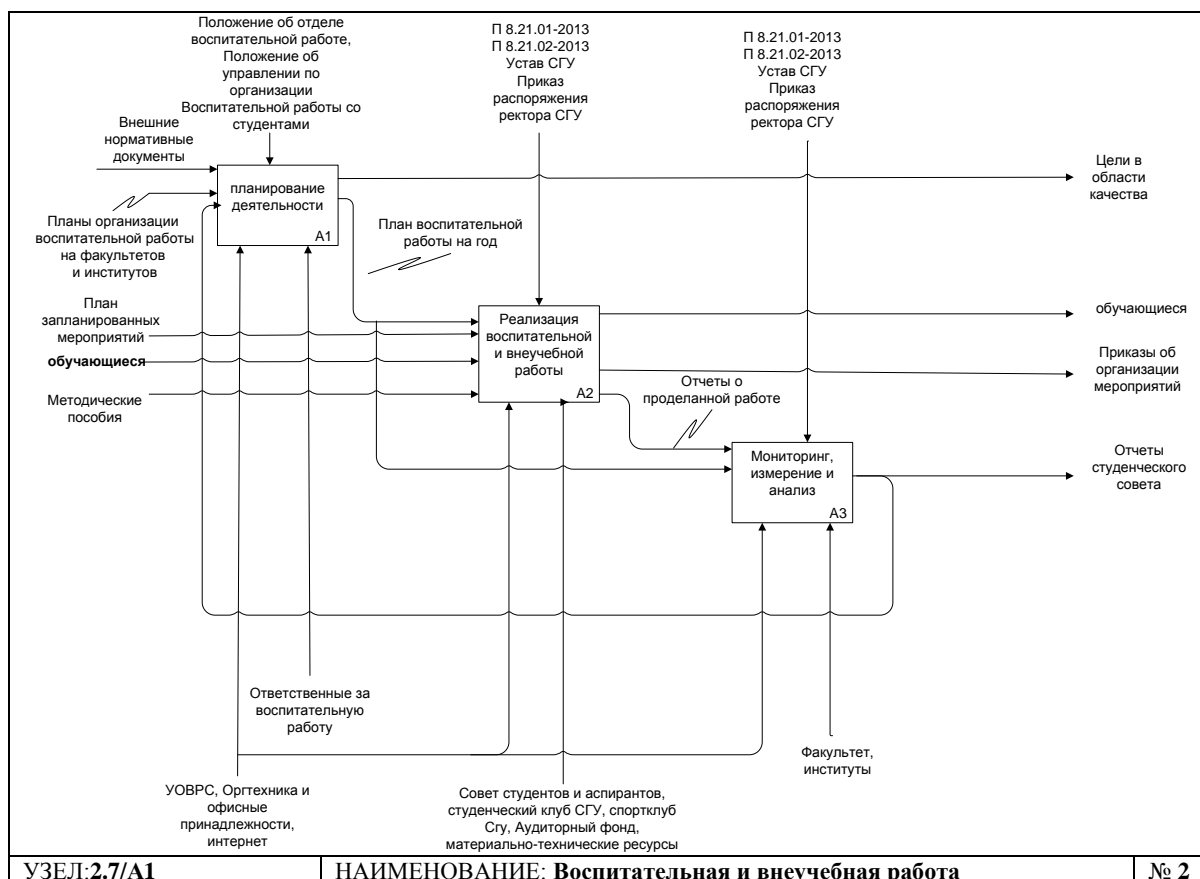 Положение об отделе
воспитательной работе,
Положение об
управлении по
организации
Воспитательной работы со
студентами
П 8.21.01-2013
П 8.21.02-2013
Устав СГУ
Приказ
распоряжения
ректора СГУ
П 8.21.01-2013
П 8.21.02-2013
Устав СГУ
Приказ
распоряжения
ректора СГУ
Внешние
нормативные
документы
планирование
деятельности
А1
Цели в
области
качества
Планы организации
воспитательной работы
на факультетов
и институтов
План воспитательной
работы на год
План
запланированных
мероприятий
обучающиеся
Методические
пособия
Реализация
воспитательной
и внеучебной
работы
А2
обучающиеся
Приказы об
организации
мероприятий
Отчеты о
проделанной работе
Мониторинг,
измерение и
анализ
А3
Отчеты
студенческого
совета
Ответственные за
воспитательную
работу
Факультет,
институты
УОВРС, Оргтехника и
офисные
принадлежности,
интернет
Совет студентов и аспирантов,
студенческий клуб СГУ, спортклуб
Сгу, Аудиторный фонд,
материально-технические ресурсы
УЗЕЛ:2.7/А1
НАИМЕНОВАНИЕ: Воспитательная и внеучебная работа
№ 2